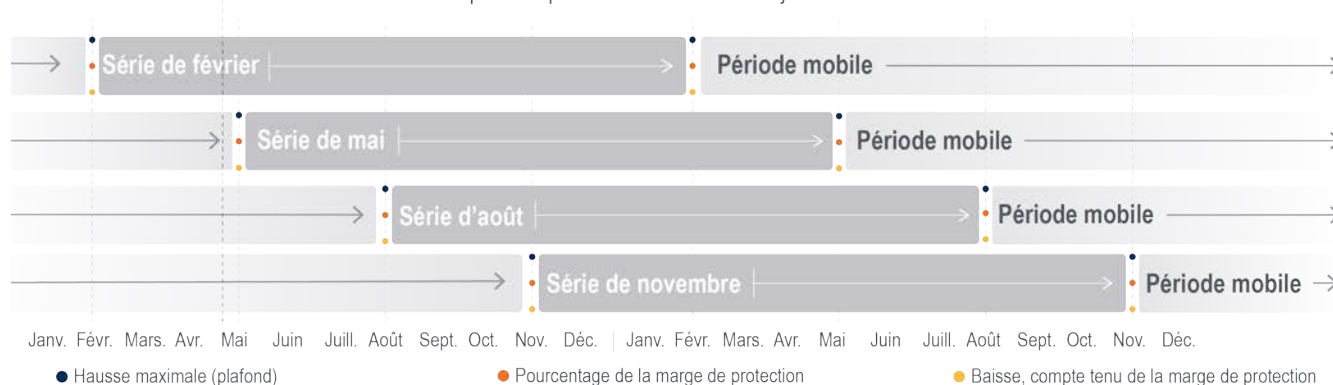 Série de février Période mobile
Série de mai Période mobile
Série d'août Période mobile
Série de novembre Période mobile
Janv. Févr. Mars. Avr. Mai Juin Juill. Août Sept. Oct. Nov. Déc. Janv. Févr. Mars. Avr. Mai Juin Juill. Août Sept. Oct. Nov. Déc.
Hausse maximale (plafond) Pourcentage de la marge de protection Baisse, compte tenu de la marge de protection